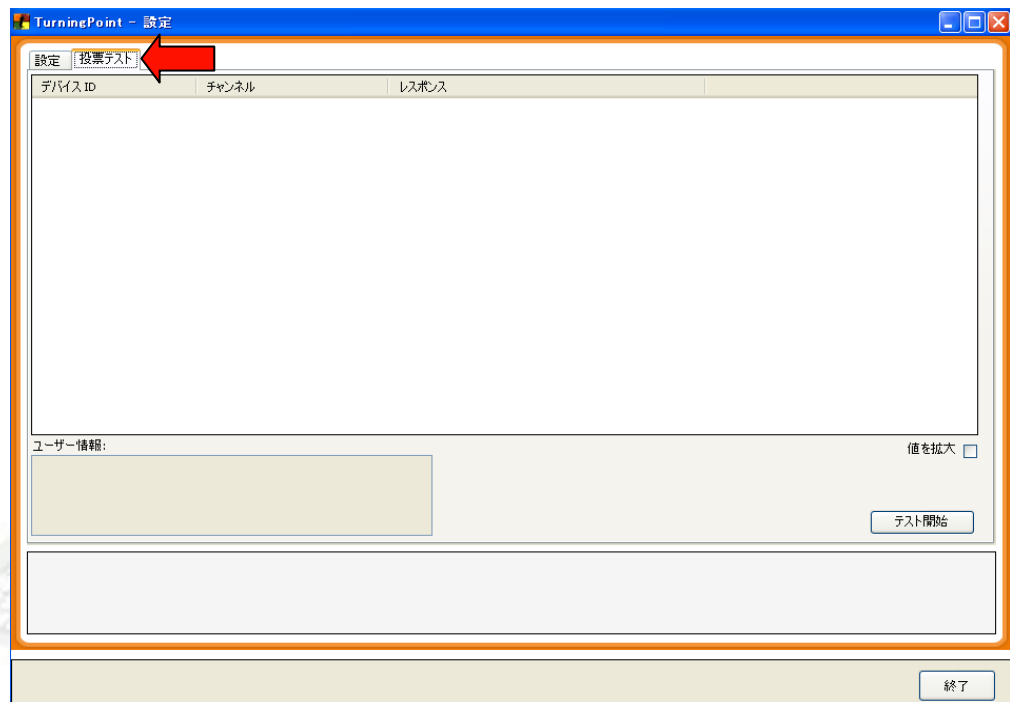 TurningPoint - 設定
設定 投票テスト
デバイス ID チャンネル レスポンス
ユーザー情報:
値を拡大
テスト開始
終了